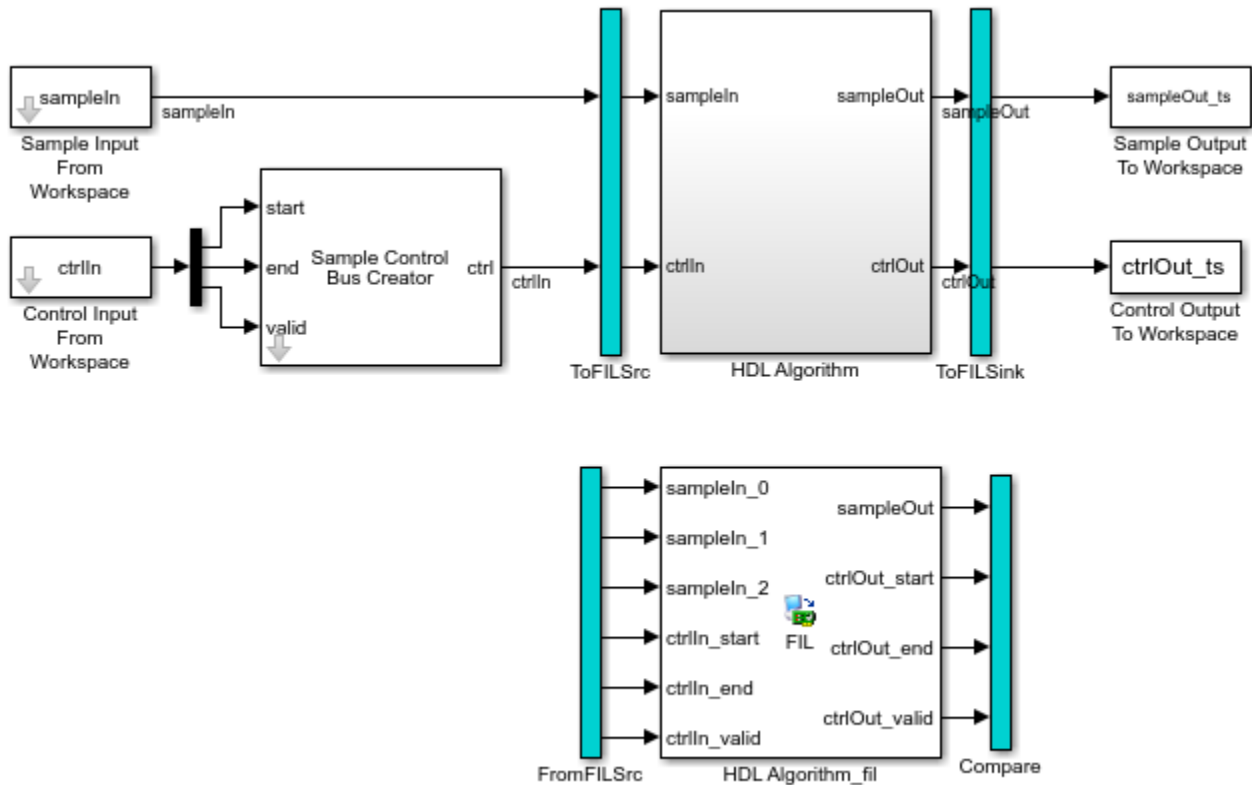 sampleIn
sampleIn
Sample Input
From
Workspace
sampleIn
sampleOut
sampleOut
sampleOut_ts
Sample Output
To Workspace
start
end
valid
Sample Control
Bus Creator
ctrl
ctrlIn
ctrlIn
Control Input
From
Workspace
ctrlIn
ctrlOut
ctrlOut
ctrlOut_ts
Control Output
To Workspace
ToFILSrc
HDL Algorithm
ToFILSink
sampleIn_0
sampleIn_1
sampleIn_2
ctrlIn_start
ctrlIn_end
ctrlIn_valid
FIL
sampleOut
ctrlOut_start
ctrlOut_end
ctrlOut_valid
FromFILSrc
HDL Algorithm_fil
Compare